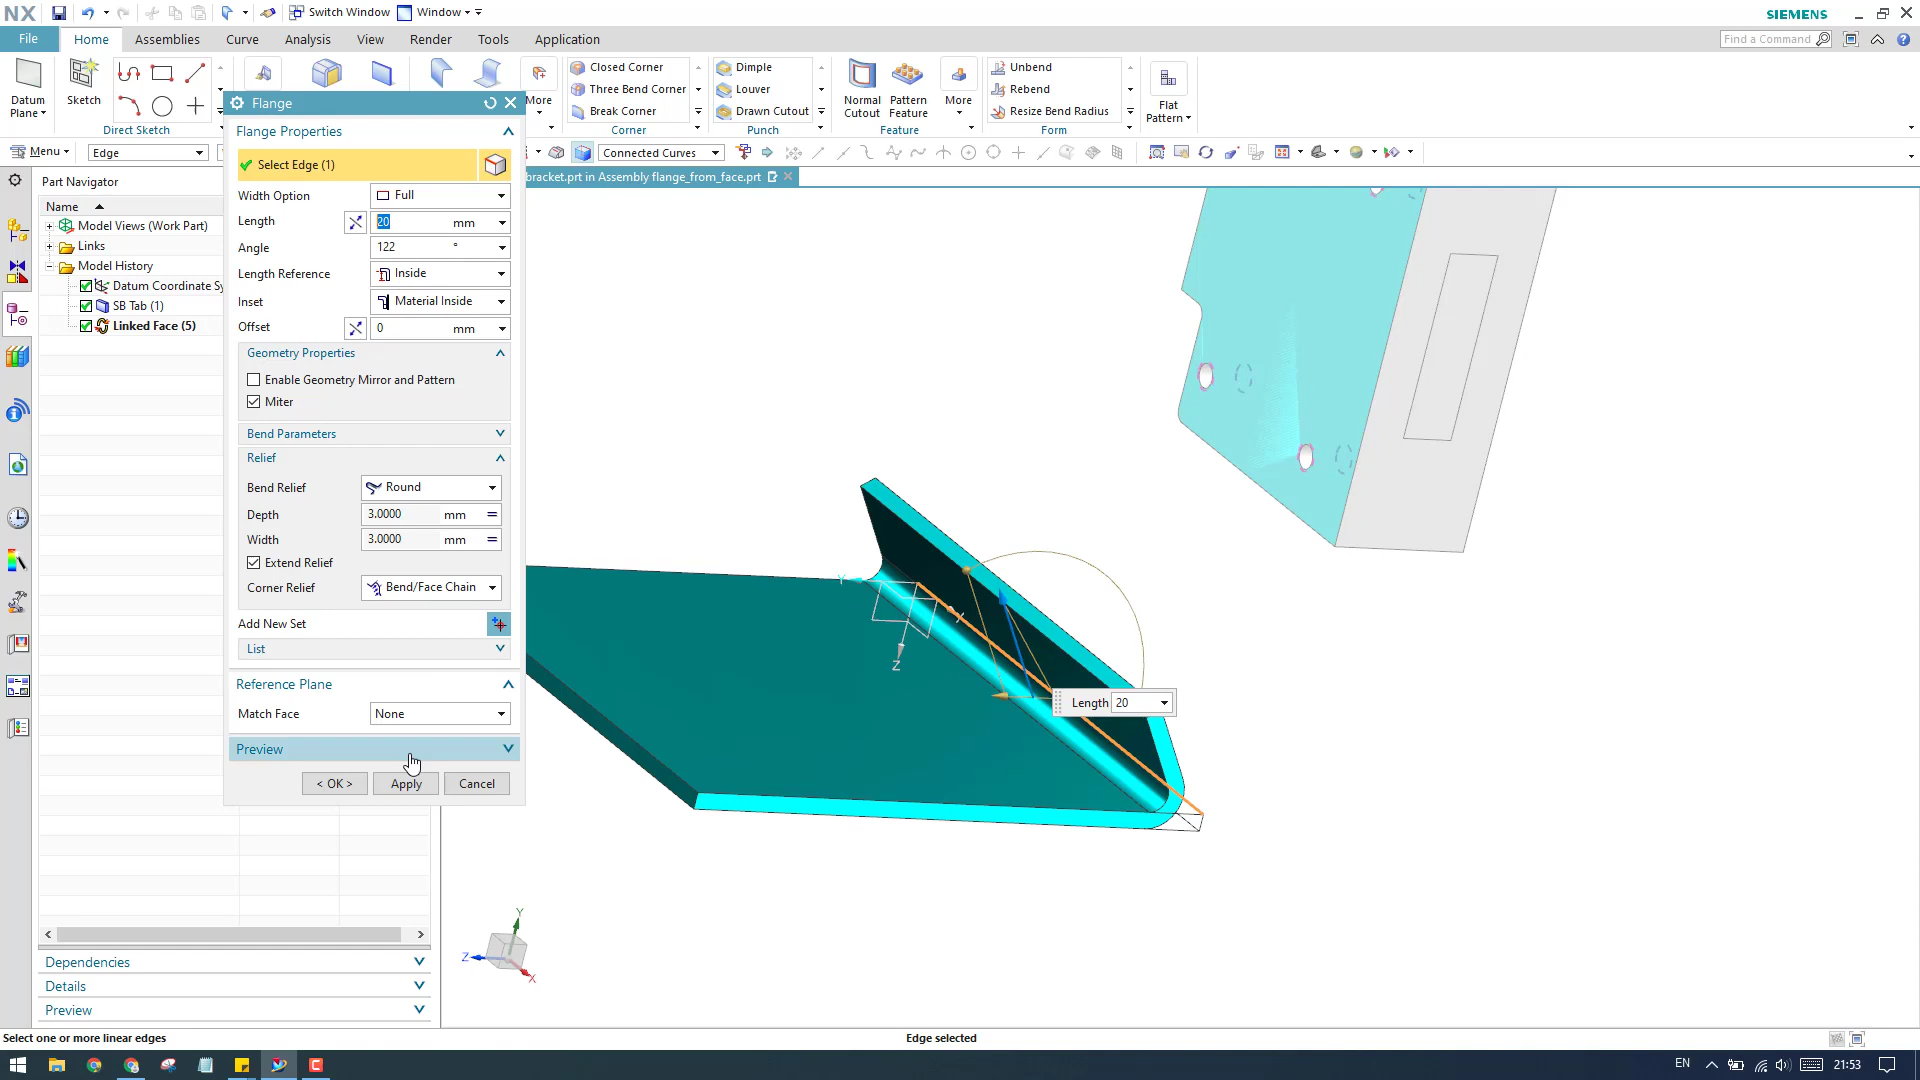 NX Switch Window Window SIEMENS
File Home Assemblies Curve Analysis View Render Tools Application Find a Command
Datum
Plane
Sketch
Direct Sketch
More
Closed Corner
Three Bend Corner
Break Corner
Corner
Dimple
Louver
Drawn Cutout
Punch
Normal
Cutout
Pattern
Feature
More
Feature
Unbend
Rebend
Resize Bend Radius
Form
Flat
Pattern
Menu Edge Connected Curves
bracket.prt in Assembly flange_from_face.prt
Part Navigator
Name
Model Views (Work Part)
Links
Model History
Datum Coordinate Sy
SB Tab (1)
Linked Face (5)
Dependencies
Details
Preview
Flange
Flange Properties
Select Edge (1)
Width Option Full
Length 20 mm
Angle 122 °
Length Reference Inside
Inset Material Inside
Offset 0 mm
Geometry Properties
Enable Geometry Mirror and Pattern
Miter
Bend Parameters
Relief
Bend Relief Round
Depth 3.0000 mm =
Width 3.0000 mm =
Extend Relief
Corner Relief Bend/Face Chain
Add New Set
List
Reference Plane
Match Face None
Preview
< OK > Apply Cancel
Y
Z
Length 20
Y
Z
X
Select one or more linear edges Edge selected
EN 21:53